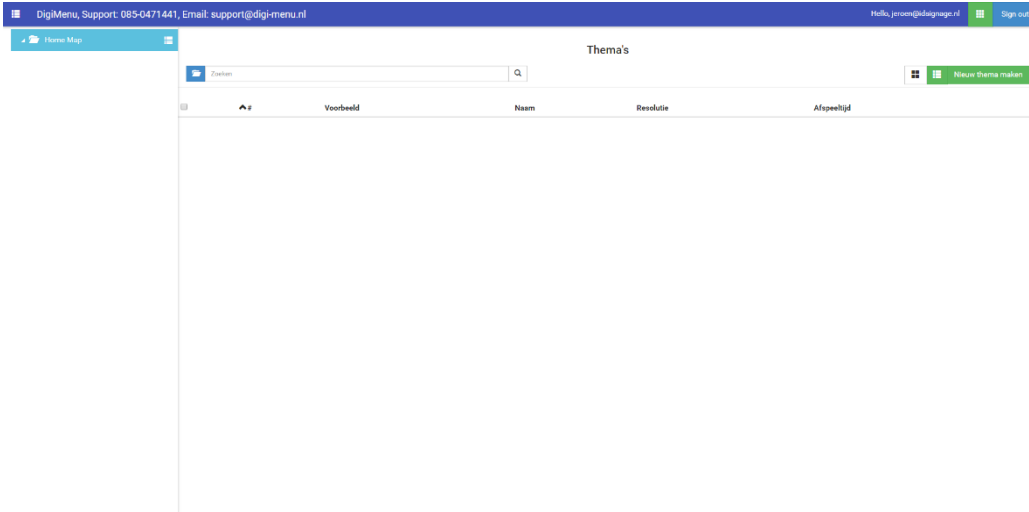 DigiMenu, Support: 085-0471441, Email: support@digi-menu.nl
Hello, jeroen@idsignage.nl
Sign out
Home Map
Thema's
Zoeken
Nieuw thema maken
# Voorbeeld Naam Resolutie Afspeeltijd